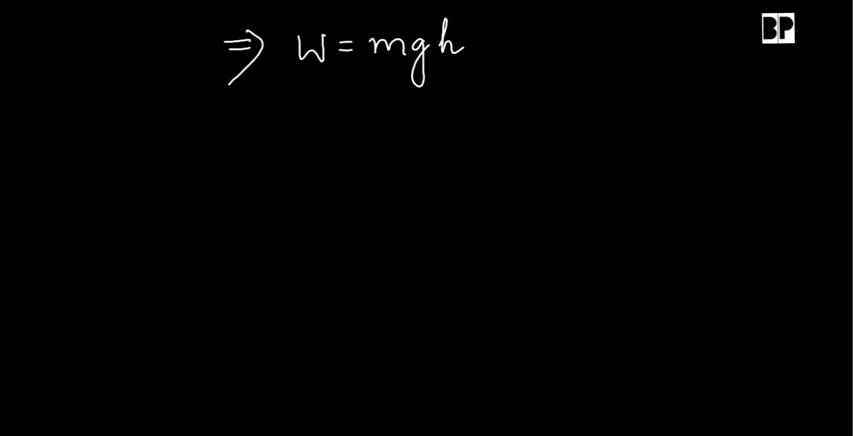 ⇒ W = mgh
BP